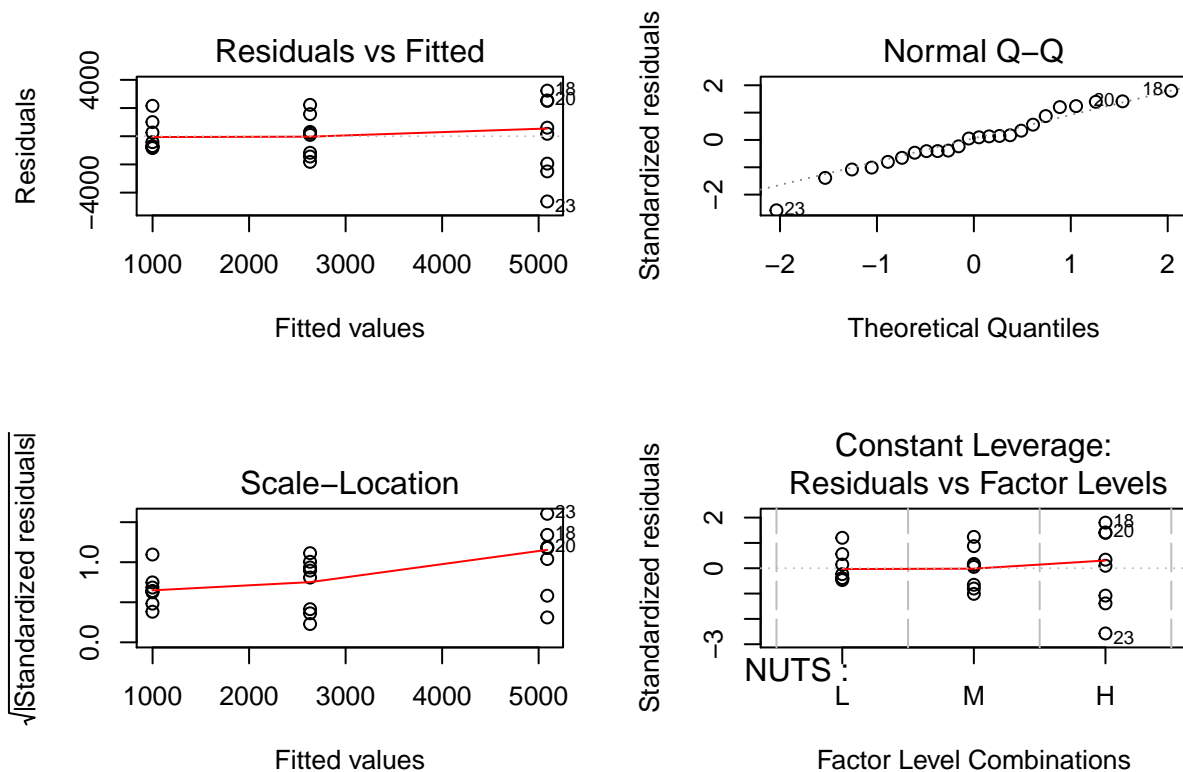 Residuals vs Fitted
Residuals
4000
−4000
18
20
23
1000 2000 3000 4000 5000
Fitted values
Normal Q−Q
Standardized residuals
2
0
−2
18
20
23
−2 −1 0 1 2
Theoretical Quantiles
Scale−Location
√|Standardized residuals|
1.0
0.0
23
18
20
1000 2000 3000 4000 5000
Fitted values
Constant Leverage:
Residuals vs Factor Levels
Standardized residuals
2
0
−3
18
20
23
NUTS :
L M H
Factor Level Combinations